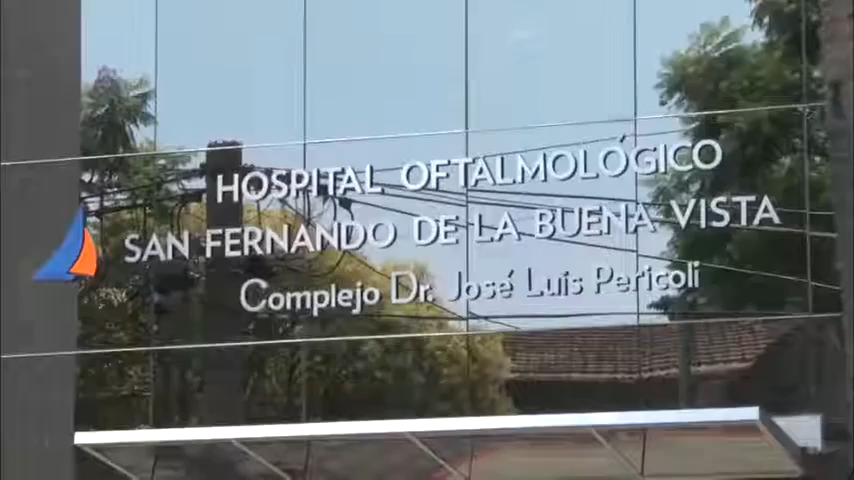 HOSPITAL OFTALMOLÓGICO
SAN FERNANDO DE LA BUENA VISTA
Complejo Dr. José Luis Pericoli